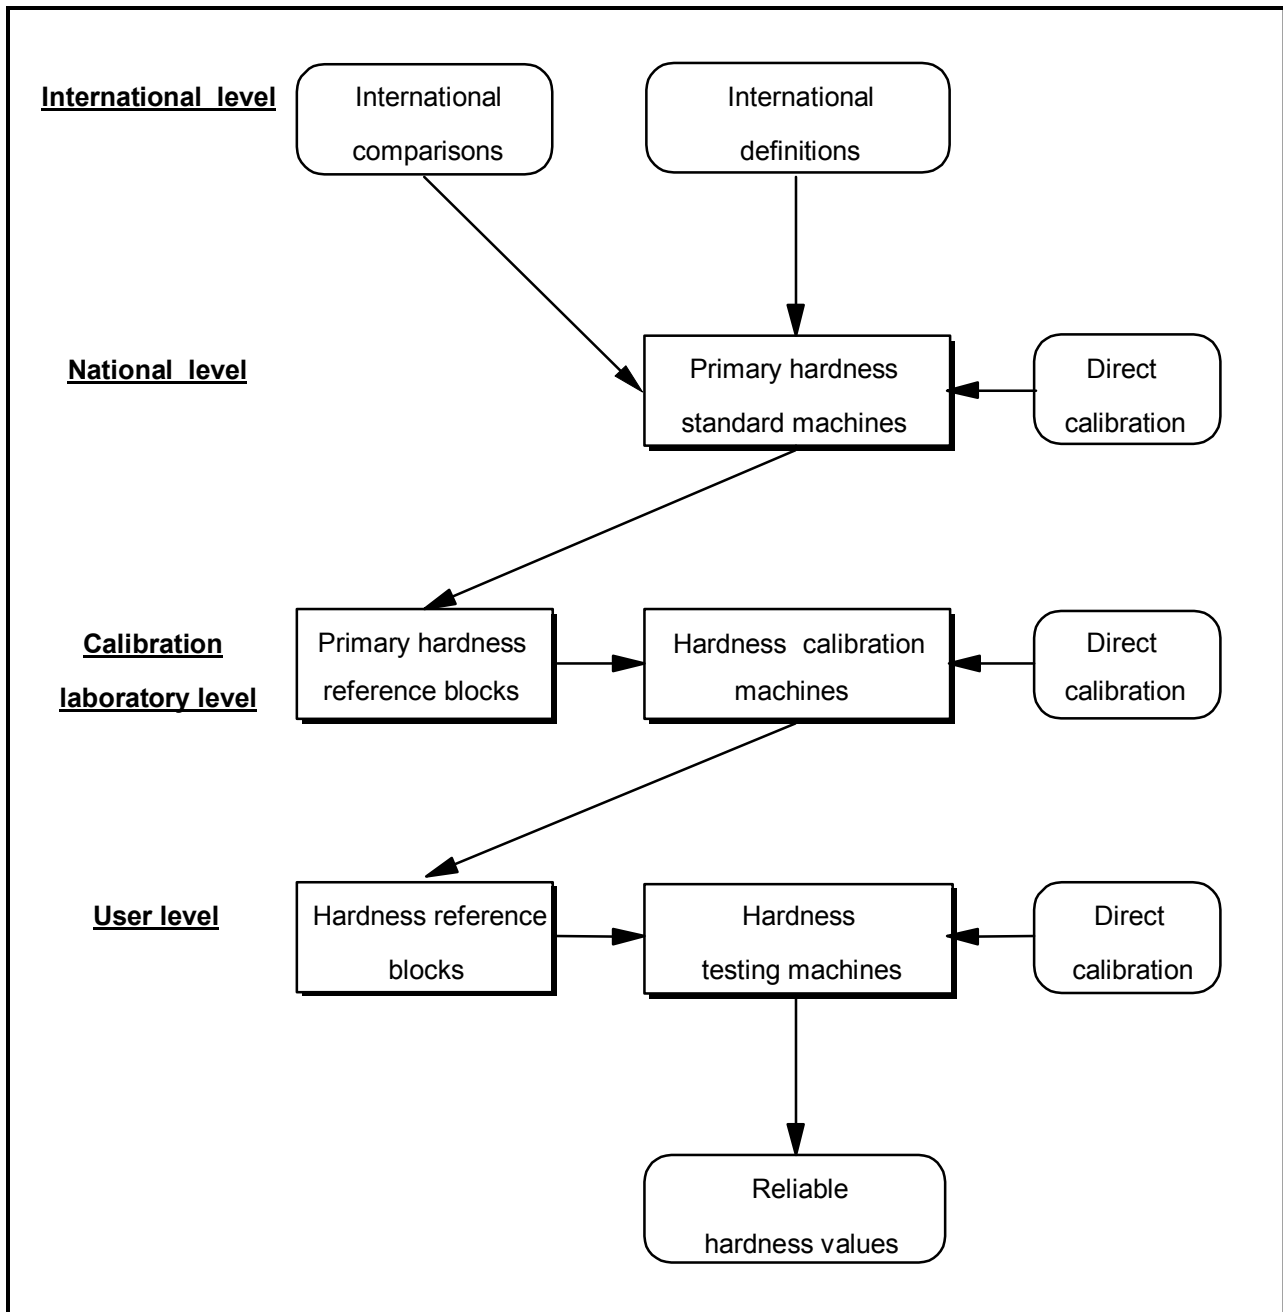 International level
International
comparisons
International
definitions
National level
Primary hardness
standard machines
Direct
calibration
Calibration
laboratory level
Primary hardness
reference blocks
Hardness calibration
machines
Direct
calibration
User level
Hardness reference
blocks
Hardness
testing machines
Direct
calibration
Reliable
hardness values